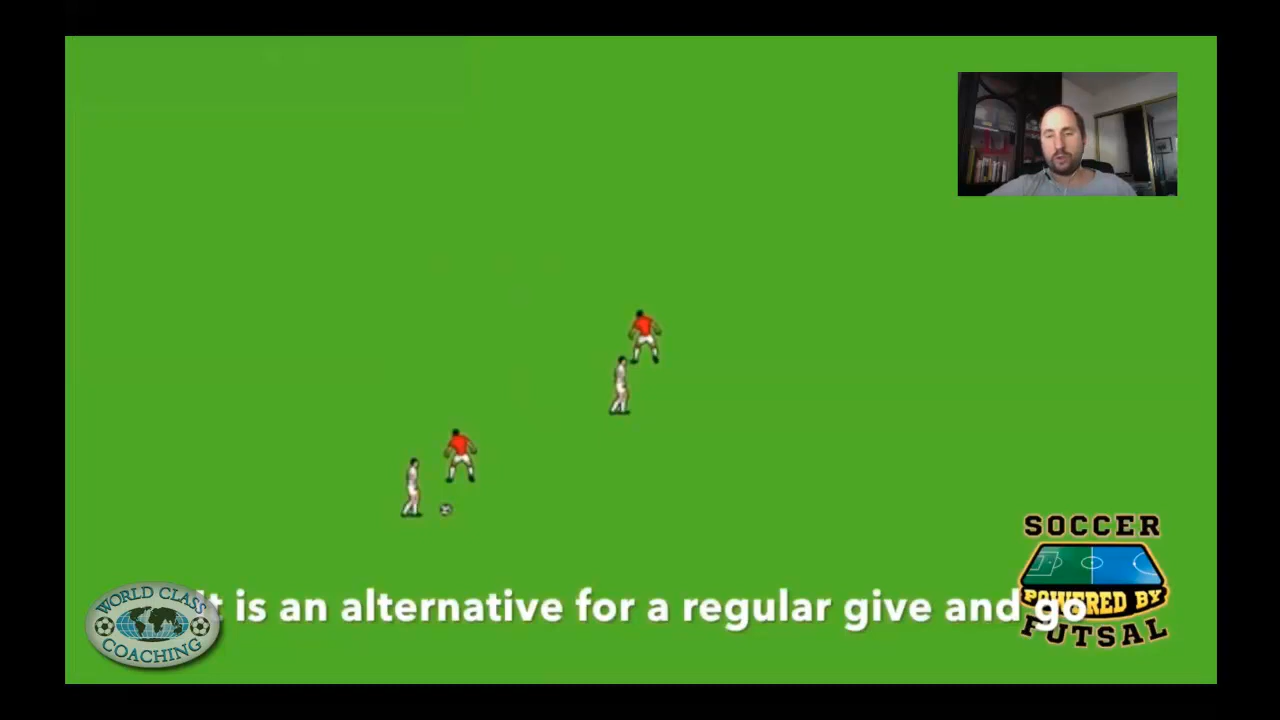 SOCCER
POWERED BY
FUTSAL
It is an alternative for a regular give and go
WORLD CLASS
COACHING